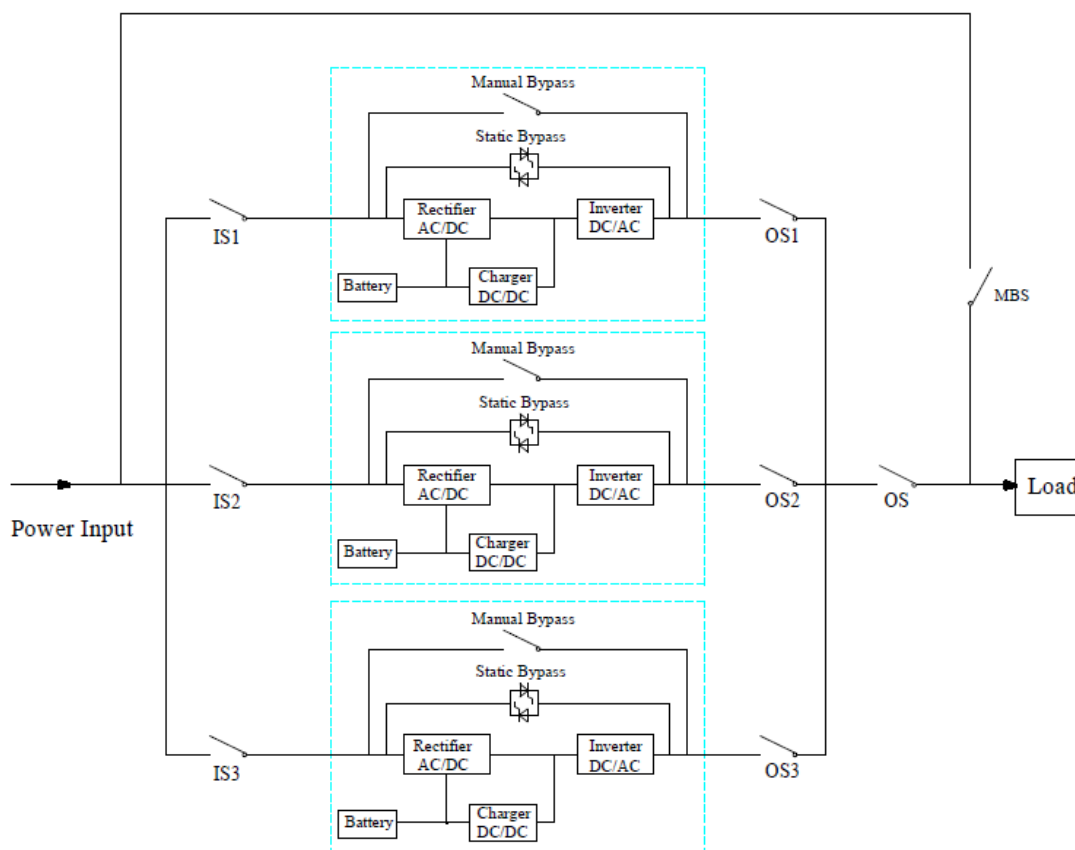 Manual Bypass
Static Bypass
Rectifier
AC/DC
Inverter
DC/AC
IS1
OS1
Battery
Charger
DC/DC
MBS
Manual Bypass
Static Bypass
Rectifier
AC/DC
Inverter
DC/AC
Power Input
IS2
OS2
OS
Load
Battery
Charger
DC/DC
Manual Bypass
Static Bypass
Rectifier
AC/DC
Inverter
DC/AC
IS3
OS3
Battery
Charger
DC/DC